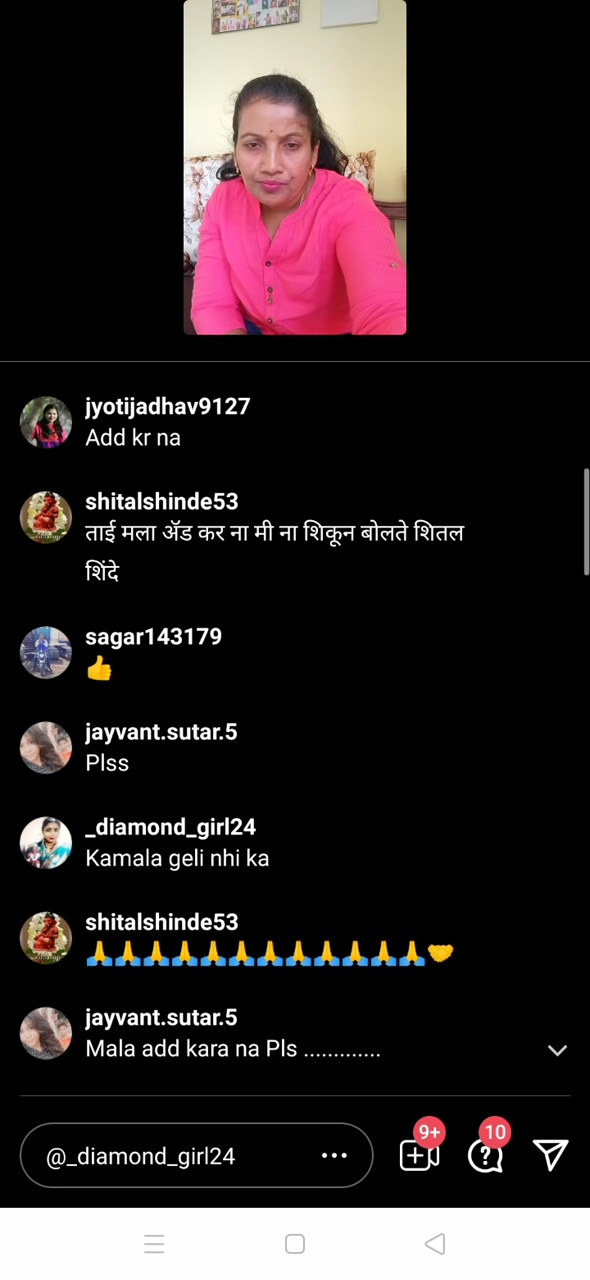 jyotijadhav9127
Add kr na
shitalshinde53
ताई मला ॲड कर ना मी ना शिकून बोलते शितल
शिंदे
sagar143179
👍
jayvant.sutar.5
Plss
_diamond_girl24
Kamala geli nhi ka
shitalshinde53
🙏🙏🙏🙏🙏🙏🙏🙏🙏🙏🙏🙏🤝
jayvant.sutar.5
Mala add kara na Pls .............
9+ 10
@_diamond_girl24 ...